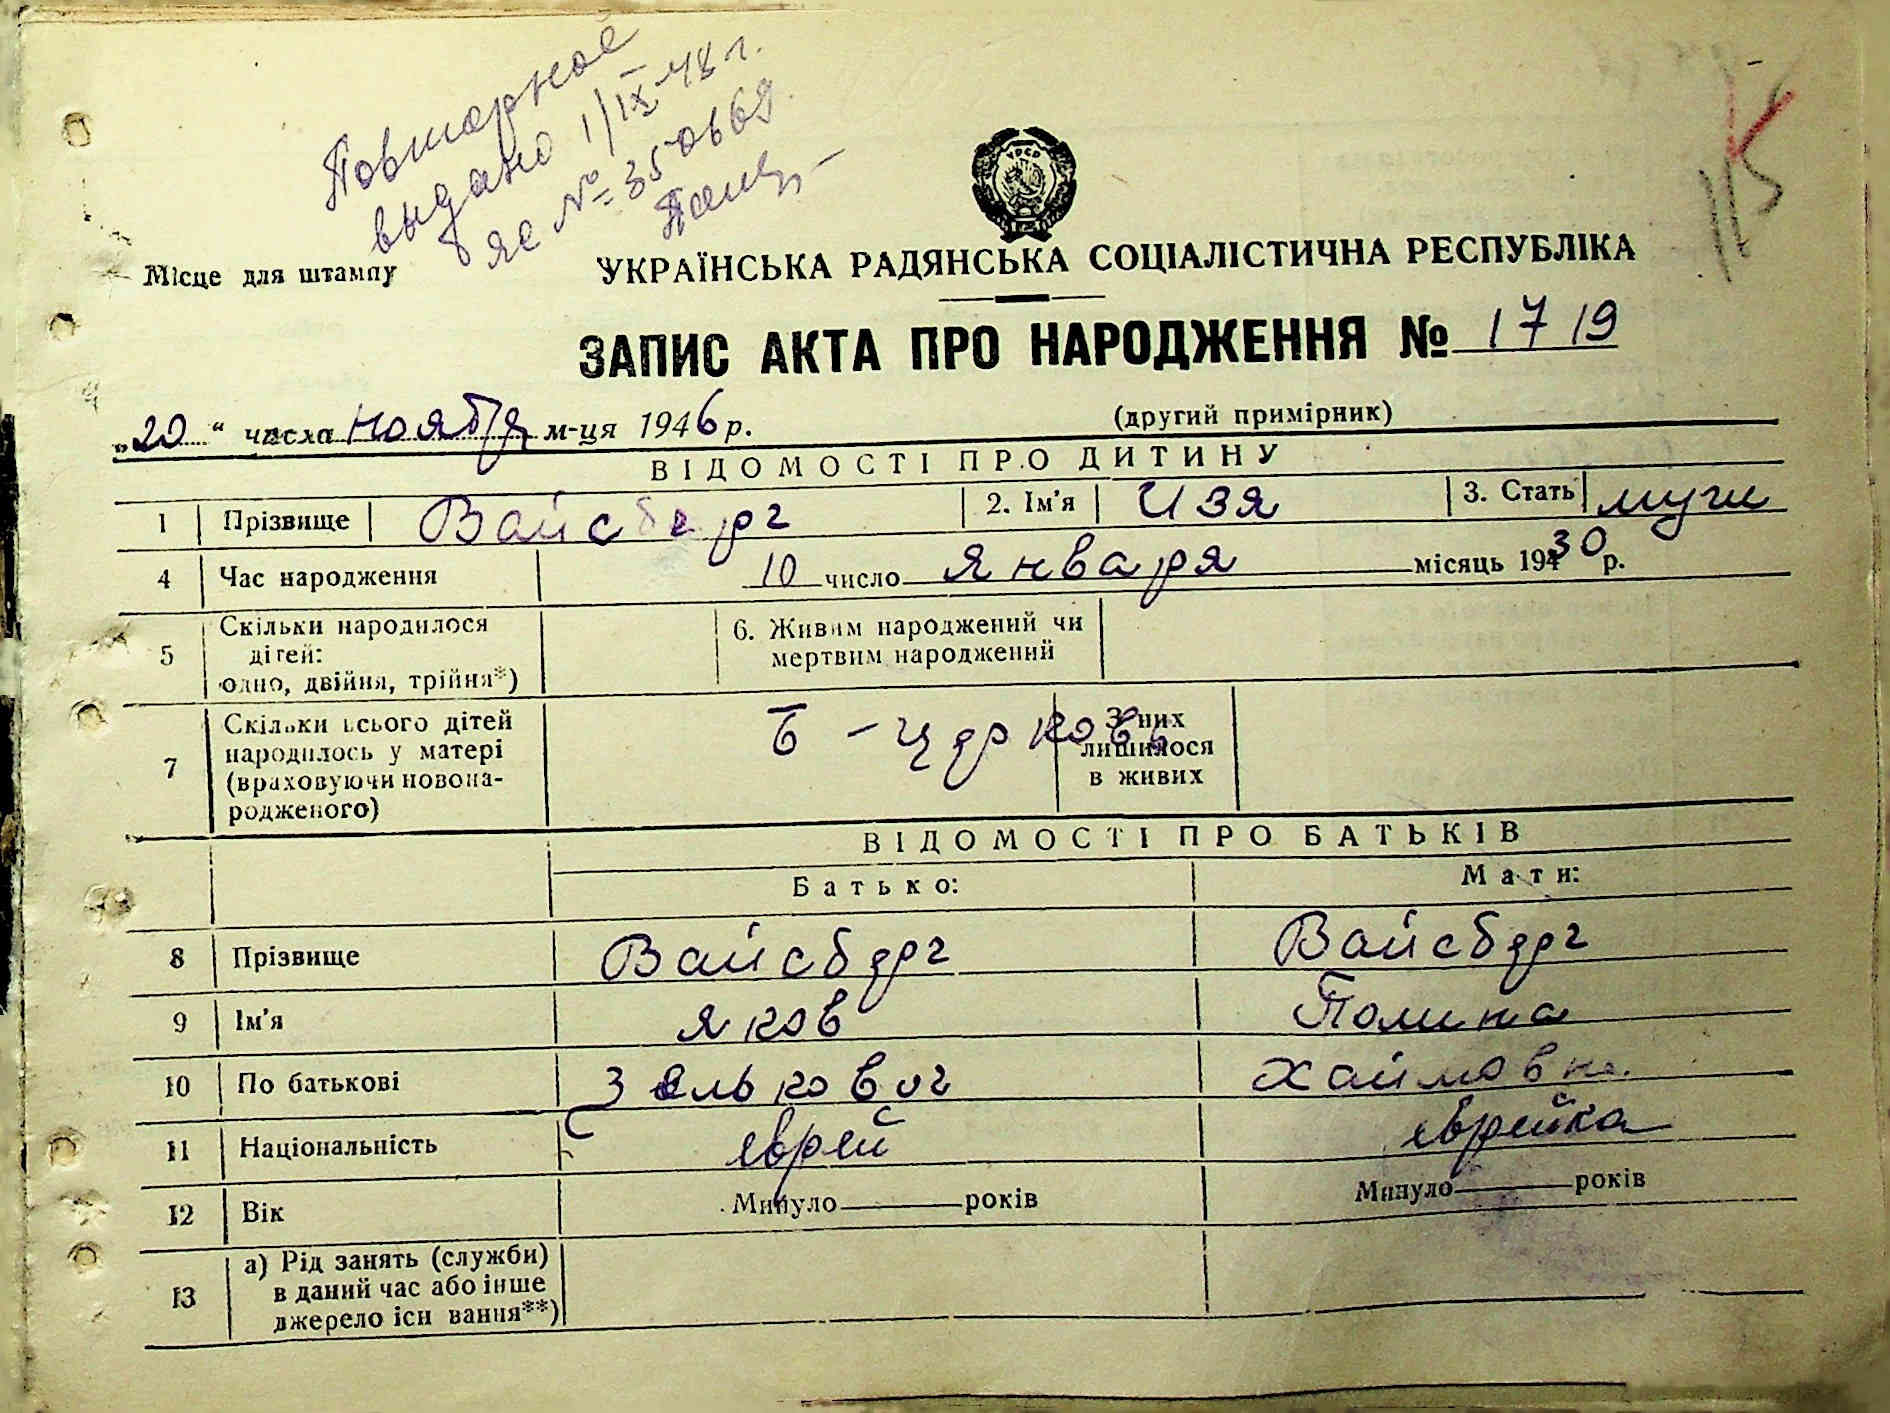 Повторное
выдано 1/IX-48 г.
яе № 350669
Місце для штампу
УРСР
УКРАЇНСЬКА РАДЯНСЬКА СОЦІАЛІСТИЧНА РЕСПУБЛІКА
ЗАПИС АКТА ПРО НАРОДЖЕННЯ № 1719
„20“ числа ноября м-ця 1946 р. (другий примірник)
ВІДОМОСТІ ПРО ДИТИНУ
1 Прізвище Вайсберг 2. Ім'я Изя 3. Стать муж
4 Час народження 10 число января місяць 1930 р.
5 Скільки народилося дітей: одно, двійня, трійня*) 6. Живим народжений чи мертвим народжений
7 Скільки всього дітей народилось у матері (враховуючи новонародженого) Б-Церковь З них лишилося в живих
ВІДОМОСТІ ПРО БАТЬКІВ
Батько: Мати:
8 Прізвище Вайсберг Вайсберг
9 Ім'я Яков Полина
10 По батькові Зелькович Хаймовна
11 Національність еврей еврейка
12 Вік Минуло років Минуло років
13 а) Рід занять (служби) в даний час або інше джерело існ вання**)